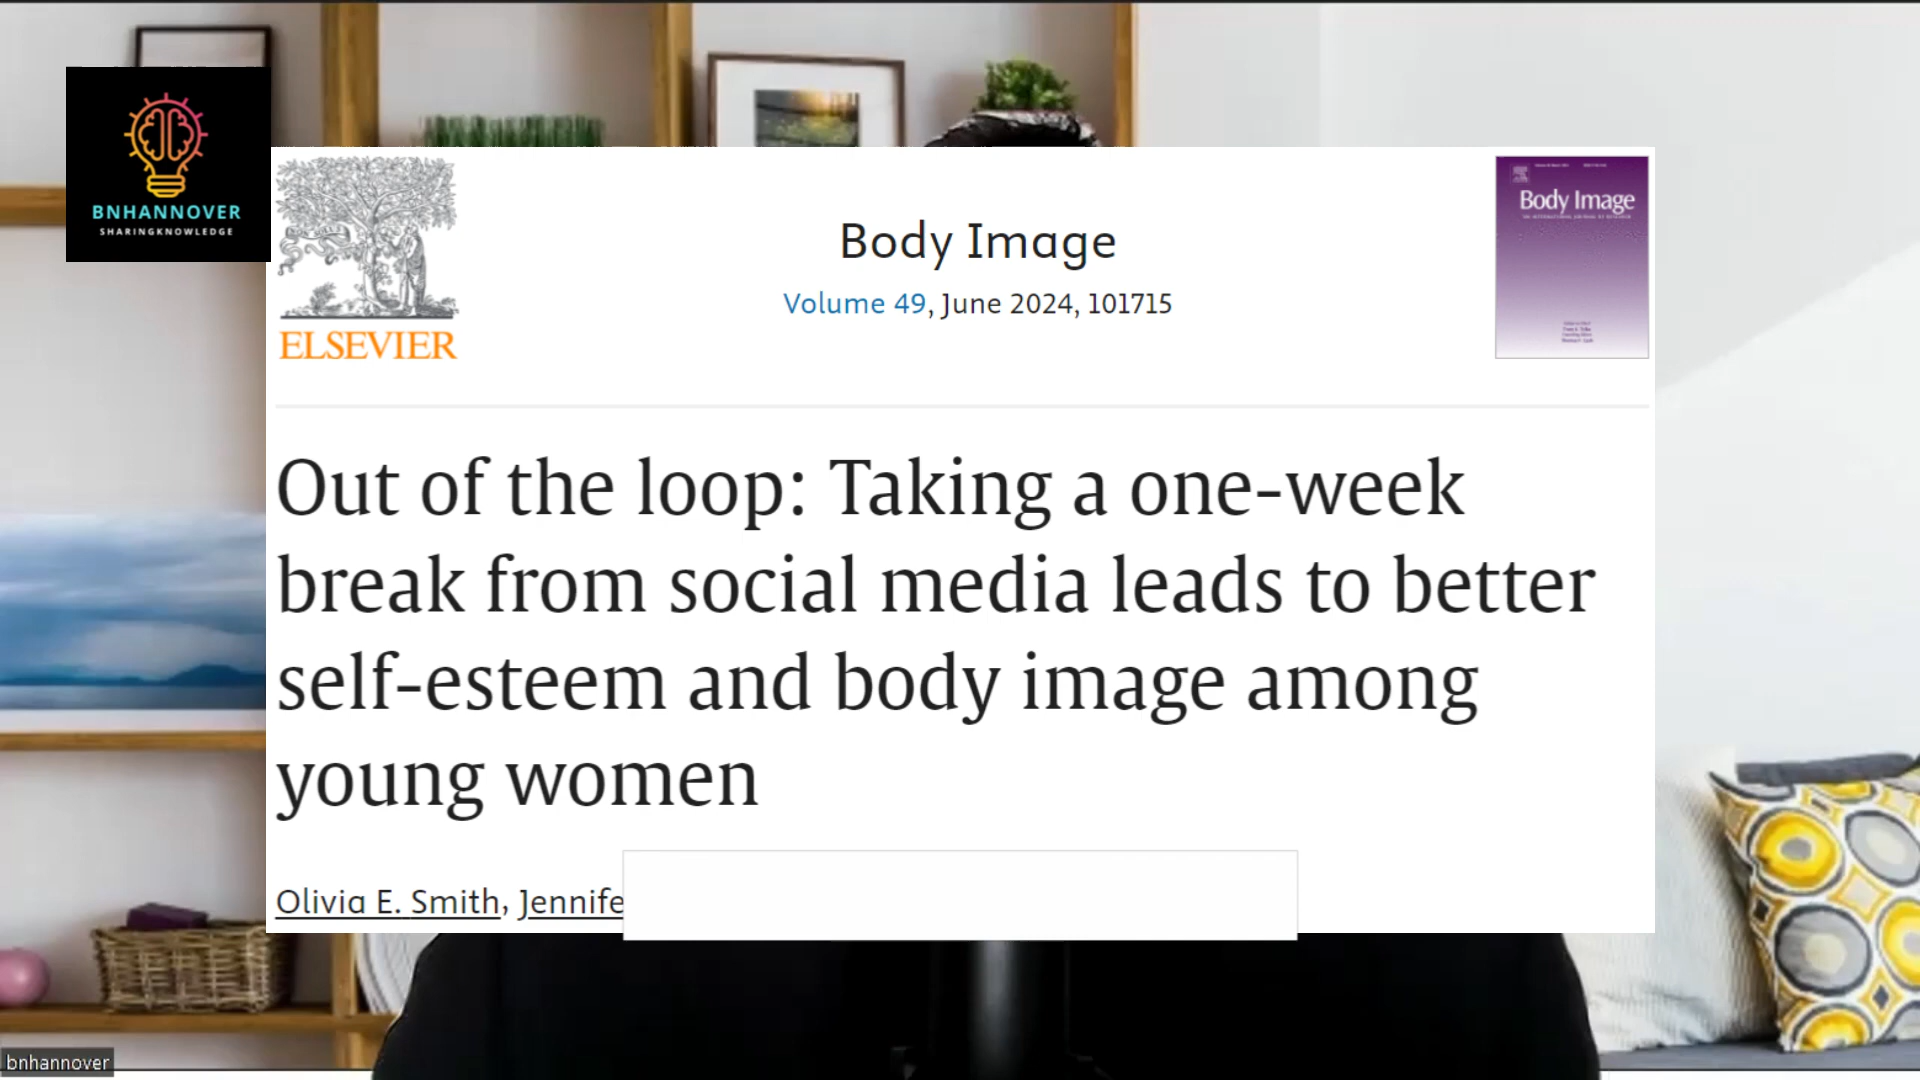 BNHANNOVER
SHARINGKNOWLEDGE
ELSEVIER
Body Image
Volume 49, June 2024, 101715
Body Image
Out of the loop: Taking a one-week
break from social media leads to better
self-esteem and body image among
young women
Olivia E. Smith, Jennife
bnhannover